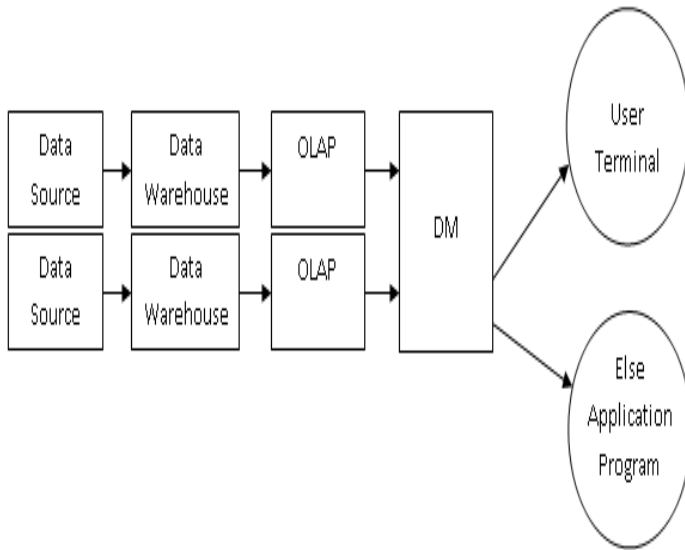 Data
Source
Data
Warehouse
OLAP
Data
Source
Data
Warehouse
OLAP
DM
User
Terminal
Else
Application
Program